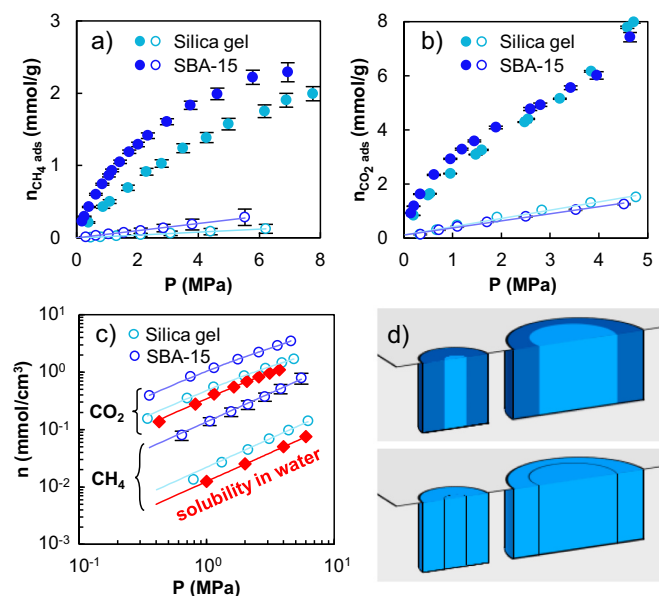 a)
Silica gel
SBA-15
n CH4 ads (mmol/g)
3
2
1
0
0 2 4 6 8
P (MPa)
b)
Silica gel
SBA-15
n CO2 ads (mmol/g)
8
6
4
2
0
0 1 2 3 4 5
P (MPa)
c)
Silica gel
SBA-15
n (mmol/cm3)
10^1
10^0
10^-1
10^-2
10^-3
CO2
CH4
solubility in water
10^-1 10^0 10^1
P (MPa)
d)